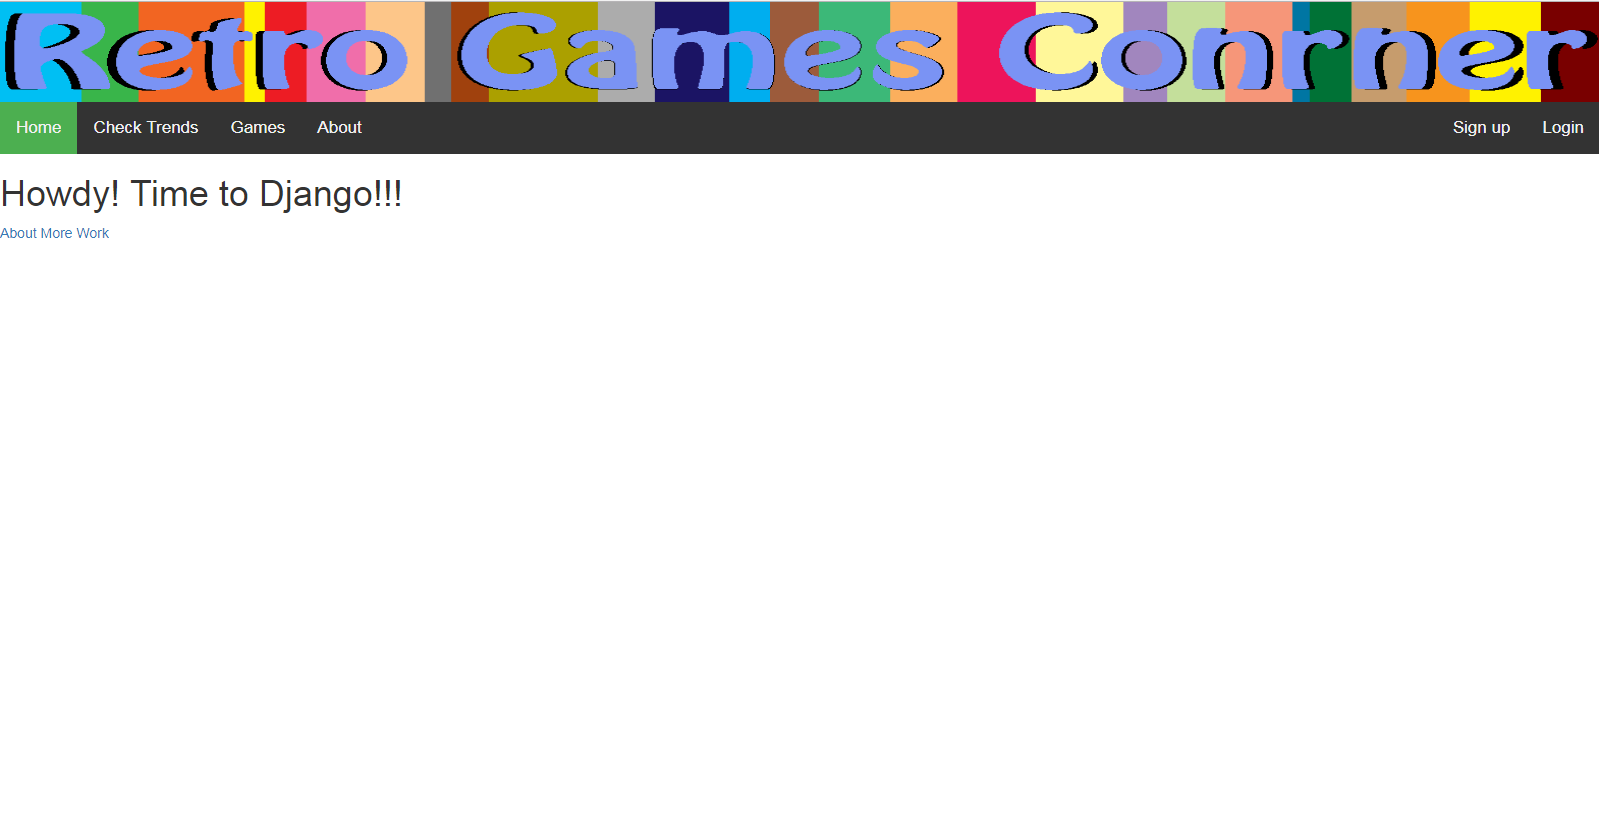 Retro Games Conrner
Home Check Trends Games About Sign up Login
Howdy! Time to Django!!!
About More Work